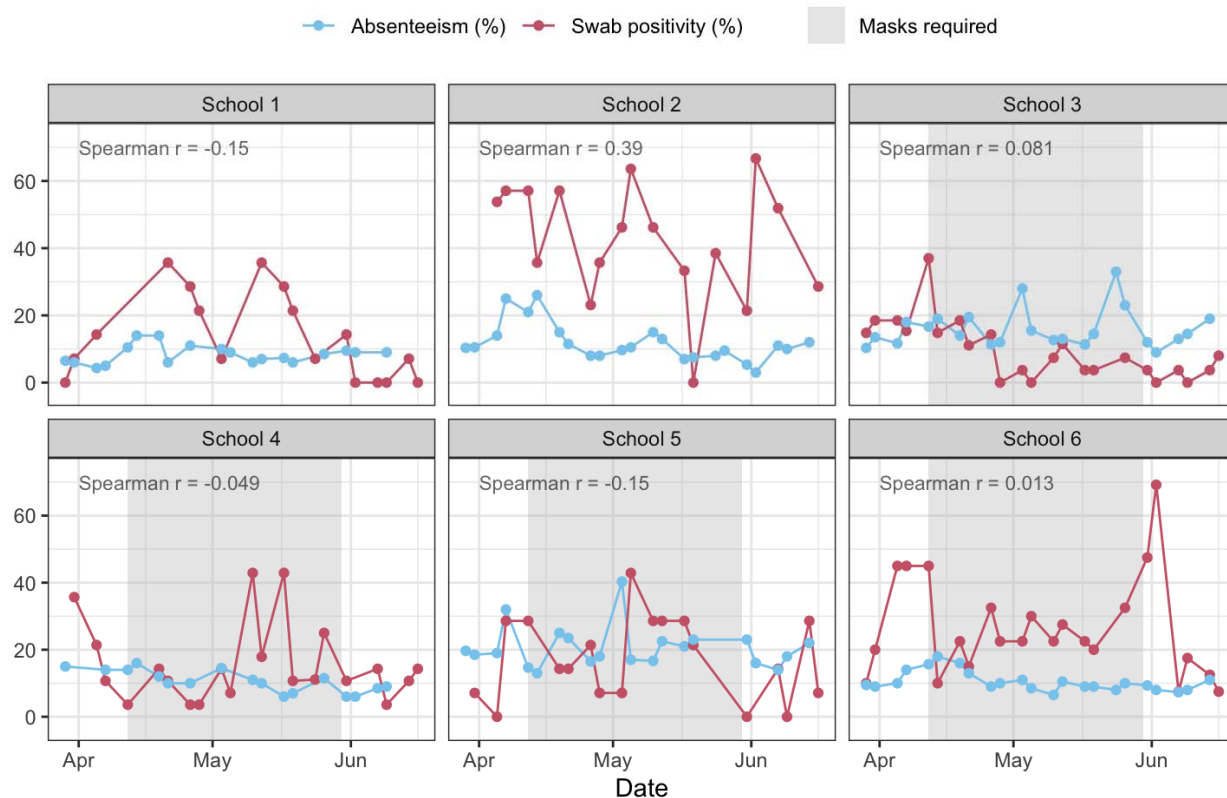 Absenteeism (%) Swab positivity (%) Masks required
School 1 School 2 School 3
Spearman r = -0.15 Spearman r = 0.39 Spearman r = 0.081
60
40
20
0
School 4 School 5 School 6
Spearman r = -0.049 Spearman r = -0.15 Spearman r = 0.013
60
40
20
0
Apr May Jun Apr May Jun Apr May Jun
Date